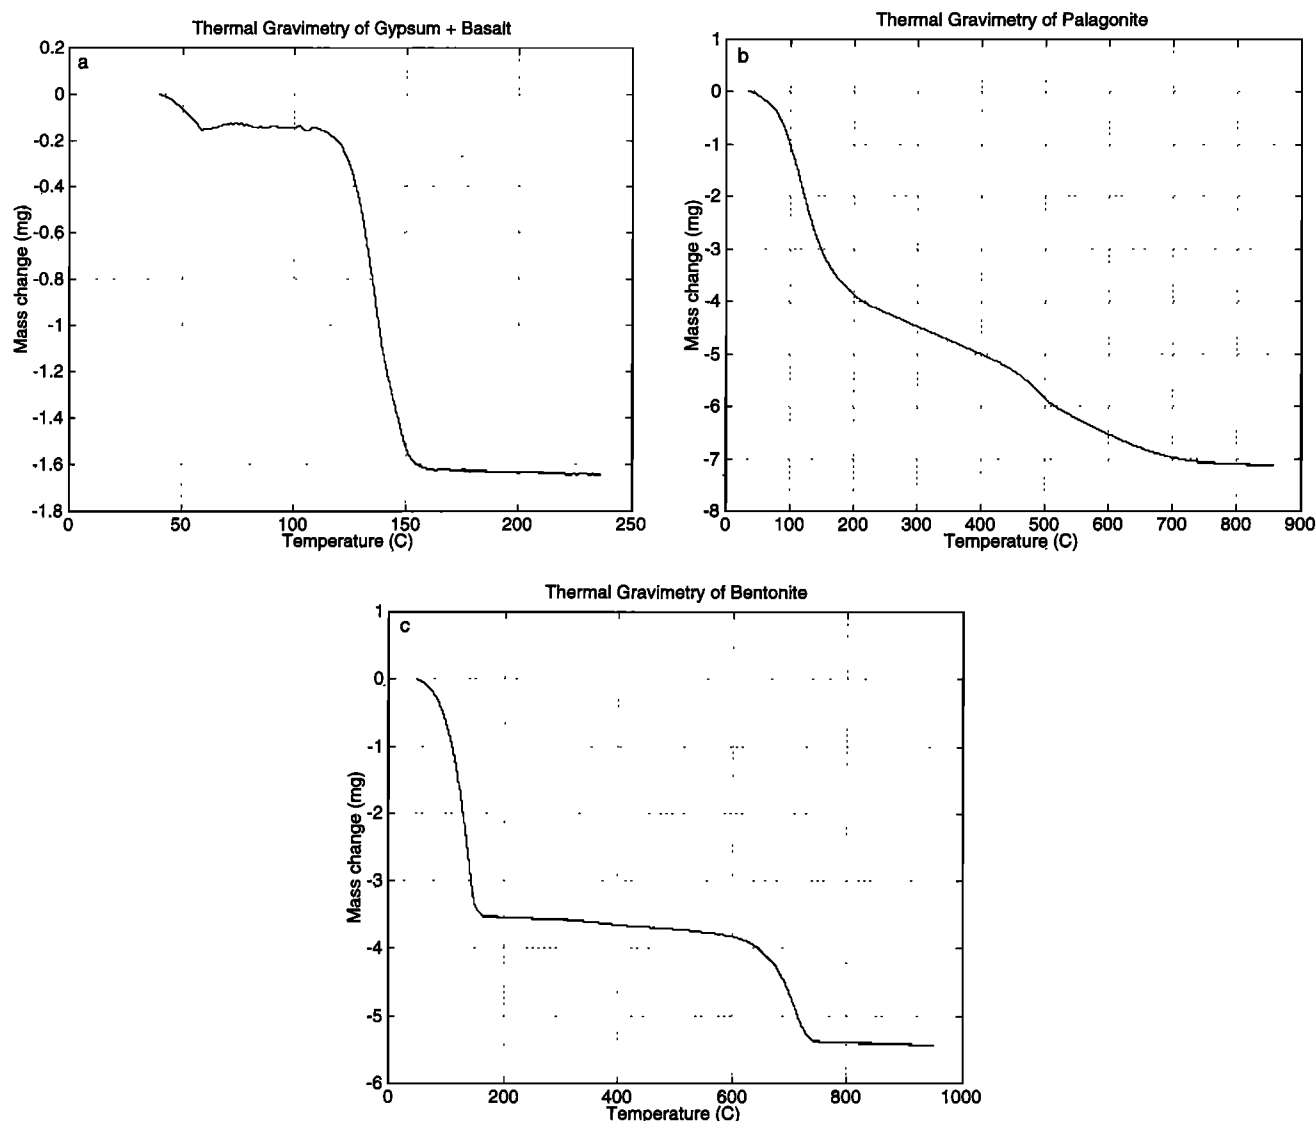 Thermal Gravimetry of Gypsum + Basalt
a
0.2
0
-0.2
-0.4
-0.6
-0.8
-1
-1.2
-1.4
-1.6
-1.8
Mass change (mg)
0 50 100 150 200 250
Temperature (C)
Thermal Gravimetry of Palagonite
b
1
0
-1
-2
-3
-4
-5
-6
-7
-8
Mass change (mg)
0 100 200 300 400 500 600 700 800 900
Temperature (C)
Thermal Gravimetry of Bentonite
c
1
0
-1
-2
-3
-4
-5
-6
Mass change (mg)
0 200 400 600 800 1000
Temperature (C)